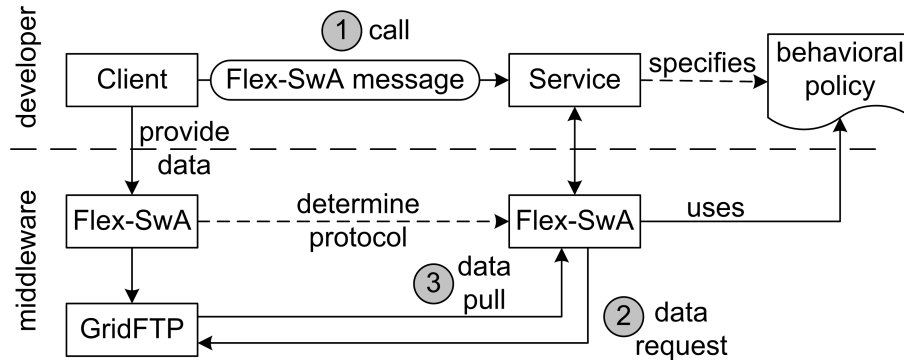 1 call
developer
Client
Flex-SwA message
Service
specifies
behavioral
policy
provide
data
middleware
Flex-SwA
determine
protocol
Flex-SwA
uses
3 data
pull
GridFTP
2 data
request